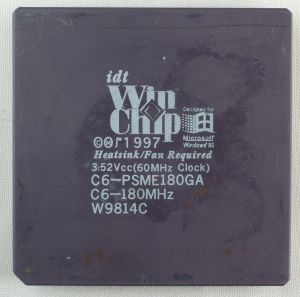 idt
Win
Chip
Designed for
Microsoft
Windows 95
1997
Heatsink/Fan Required
3.52Vcc(60MHz Clock)
C6-PSME180GA
C6-180MHz
W9814C